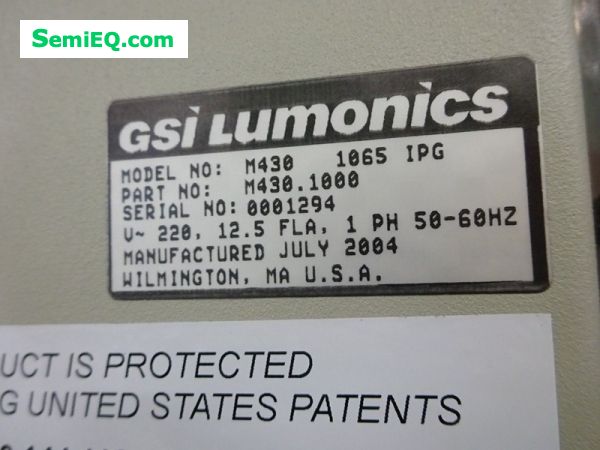 SemiEQ.com
GSI LUMONICS
MODEL NO: M430 1065 IPG
PART NO: M430.1000
SERIAL NO: 0001294
V~ 220, 12.5 FLA, 1 PH 50-60HZ
MANUFACTURED JULY 2004
WILMINGTON, MA U.S.A.
UCT IS PROTECTED
G UNITED STATES PATENTS